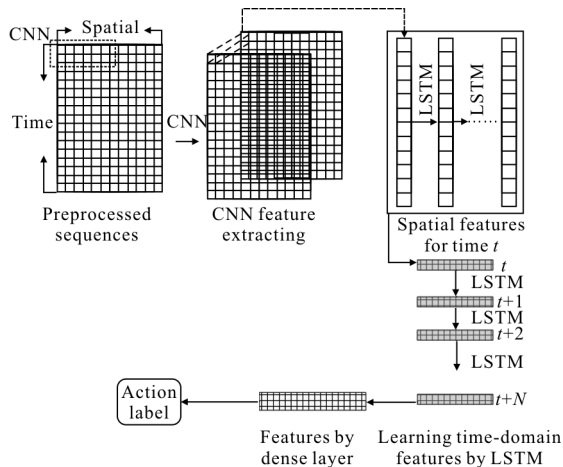 CNN
Spatial
Time
CNN
Preprocessed
sequences
CNN feature
extracting
LSTM
LSTM
Spatial features
for time t
t
LSTM
t+1
LSTM
t+2
LSTM
t+N
Action
label
Features by
dense layer
Learning time-domain
features by LSTM